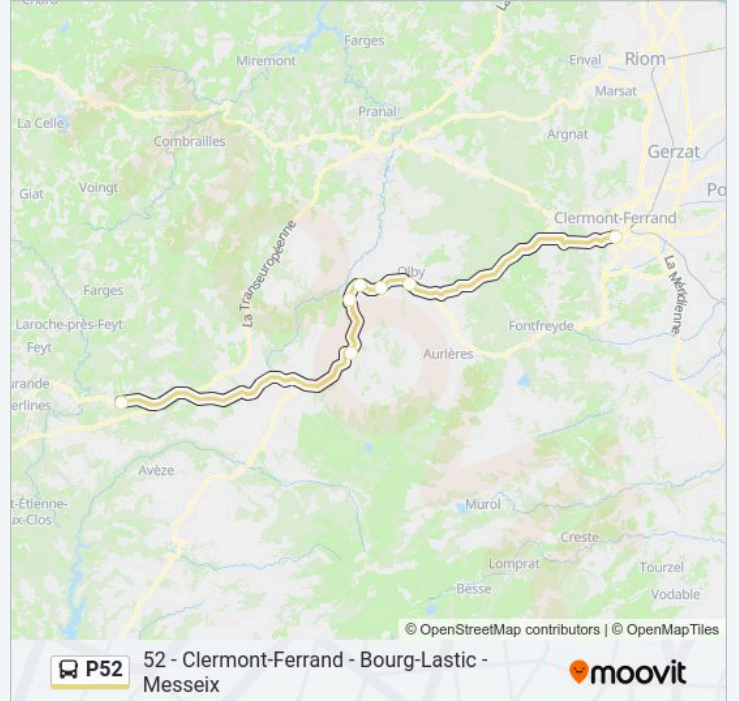 Farges
Miremont
Enval
Riom
Marsat
La Celle
Pranal
Combrailles
Argnat
Gerzat
Giat
Voingt
Po
Clermont-Ferrand
La Transeuropéenne
Olby
La Méridienne
Farges
Laroche-près-Feyt
Fontfreyde
Feyt
Aurières
urande
erlines
Avèze
t-Étienne-
ux-Clos
Murol
Creste
Lomprat
Tourzel
Besse
Vodable
© OpenStreetMap contributors | © OpenMapTiles
P52
52 - Clermont-Ferrand - Bourg-Lastic -
Messeix
moovit